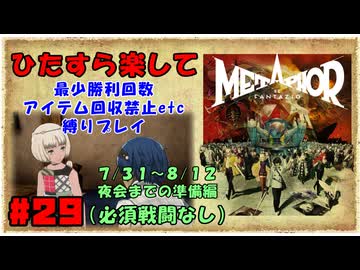 ひたすら楽して
最少勝利回数
アイテム回収禁止etc
縛りプレイ
METAPHOR
RE FANTAZIO
7/31~8/12
夜会までの準備編
#29(必須戦闘なし)